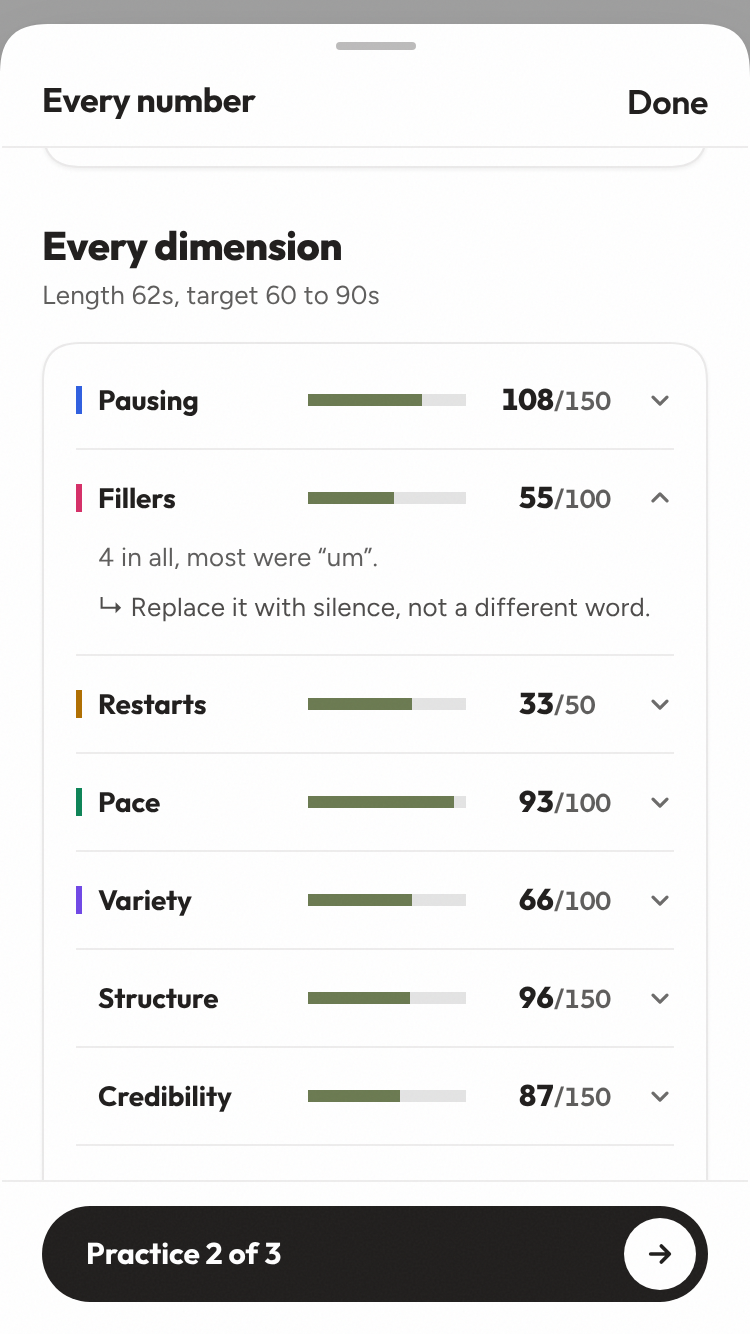 Every number
Done
Every dimension
Length 62s, target 60 to 90s
Pausing 108/150
Fillers 55/100
4 in all, most were “um”.
↳ Replace it with silence, not a different word.
Restarts 33/50
Pace 93/100
Variety 66/100
Structure 96/150
Credibility 87/150
Practice 2 of 3